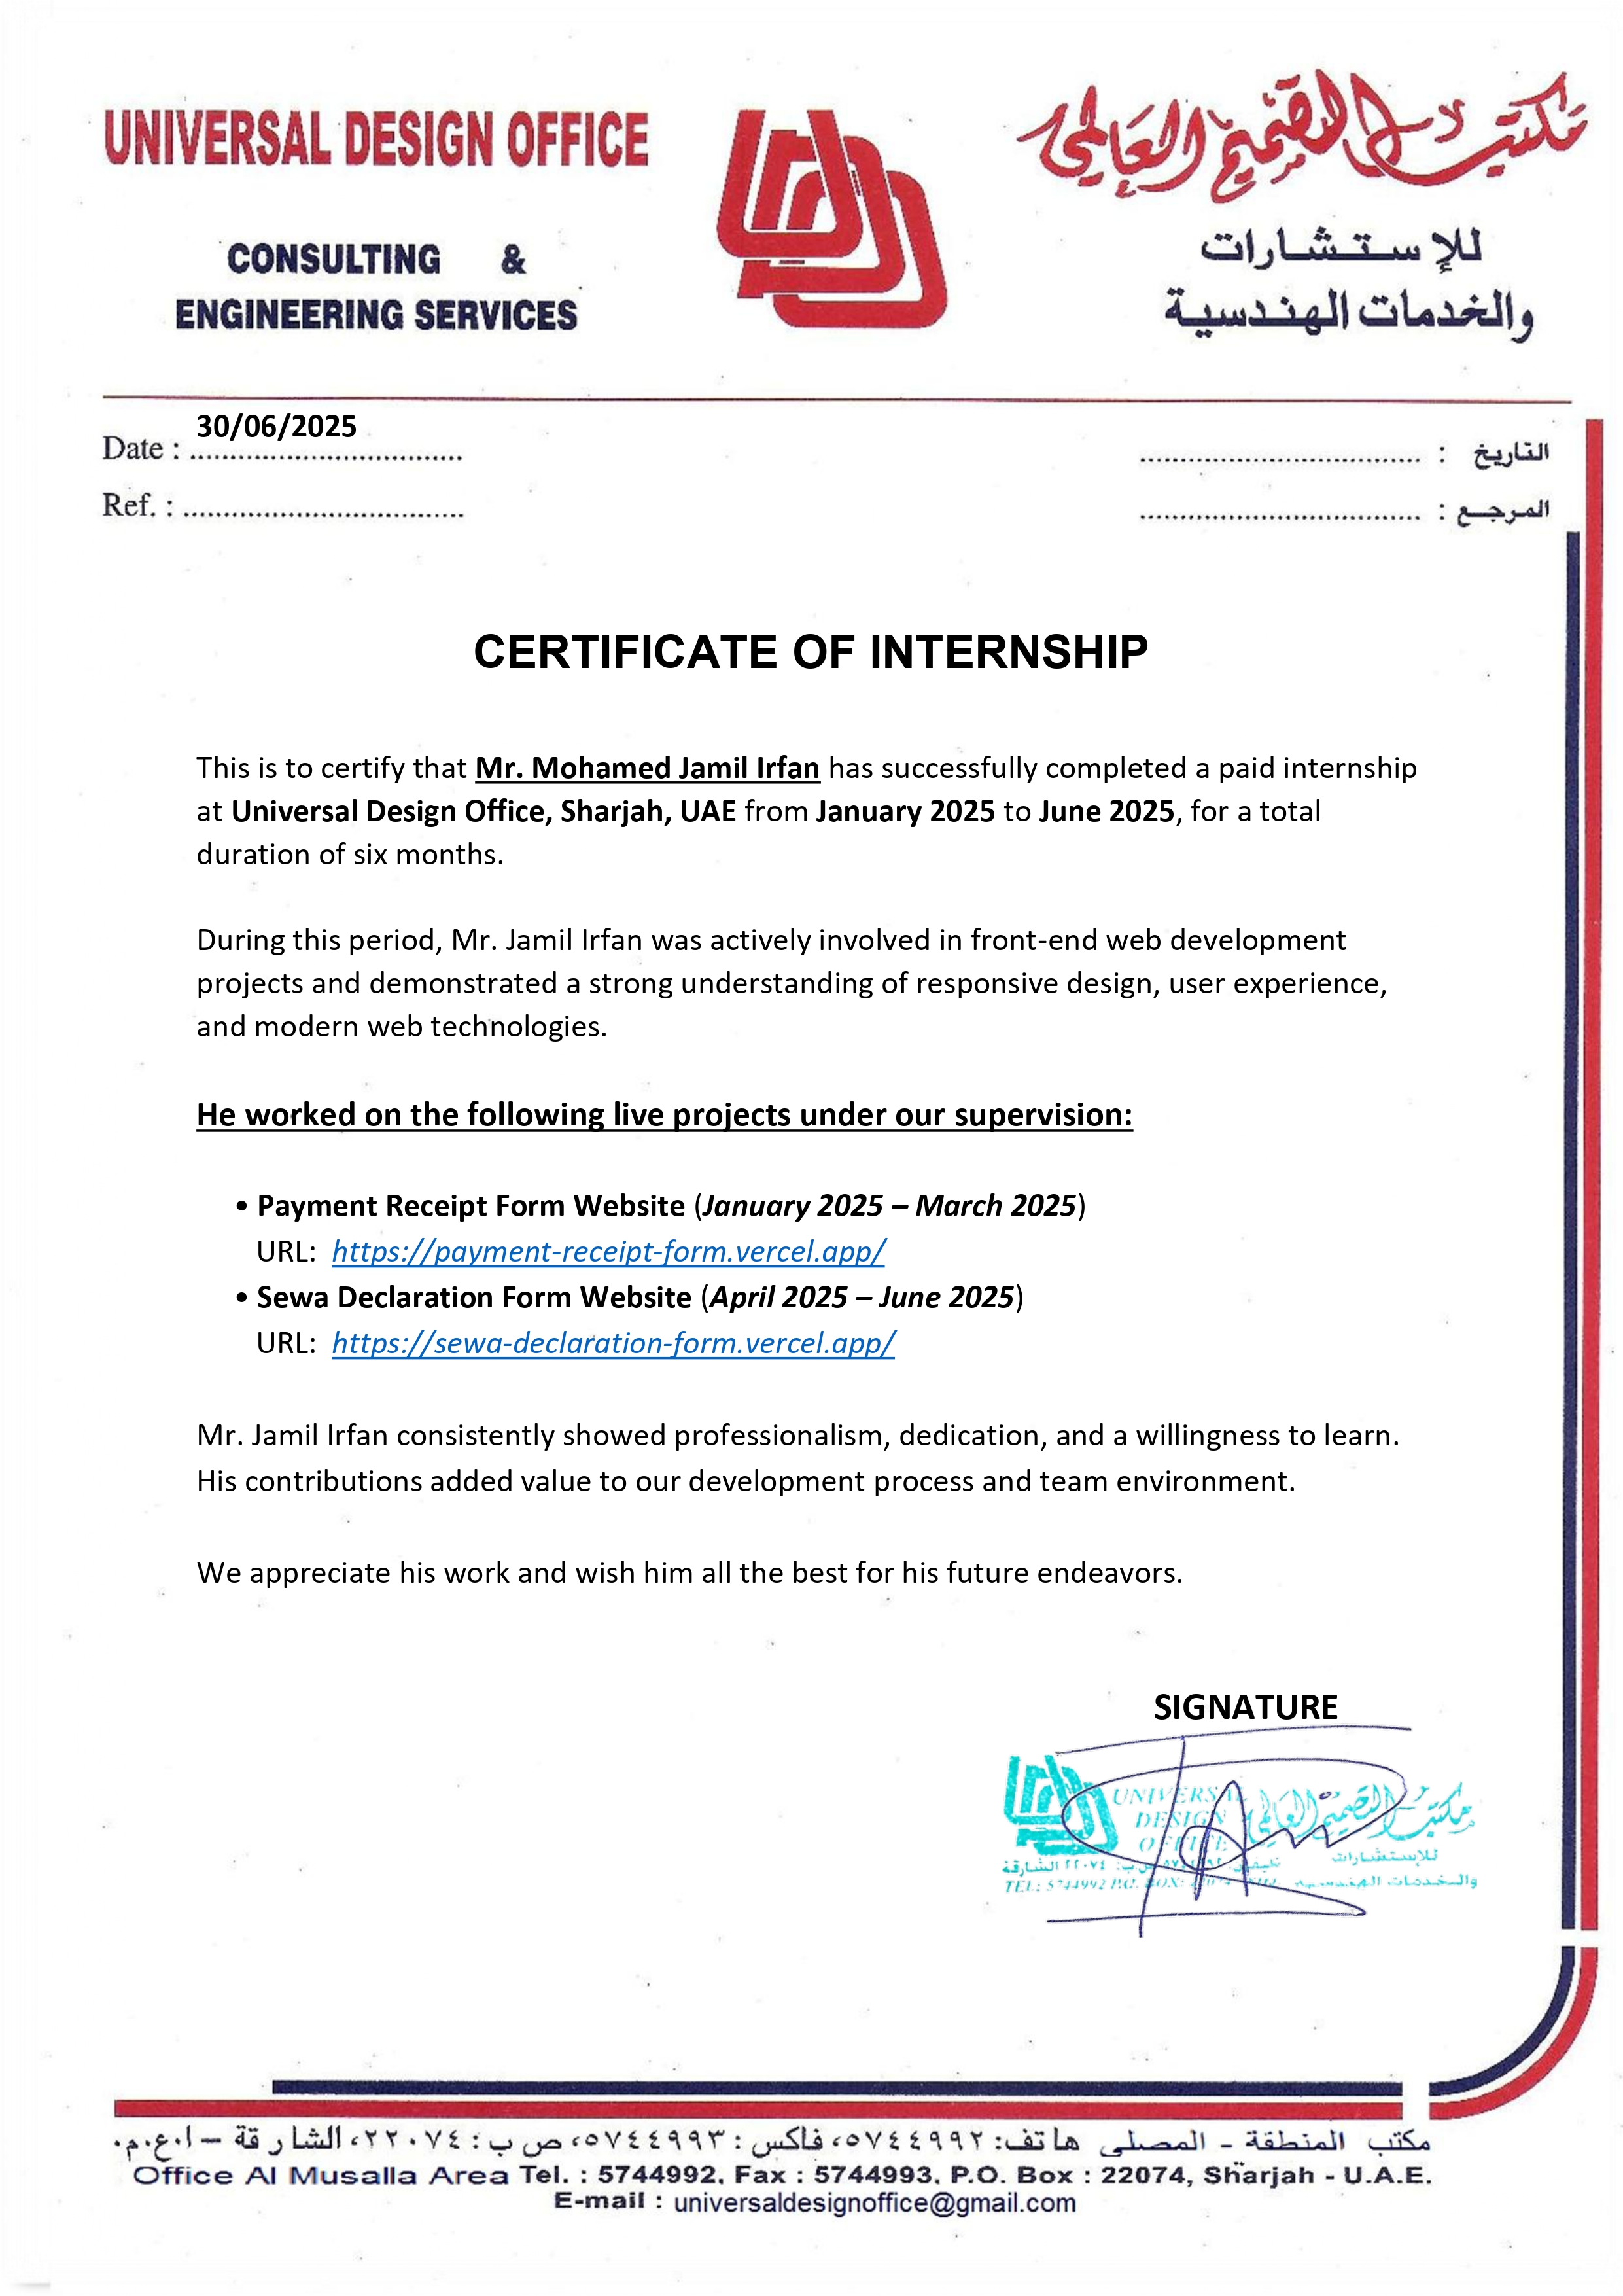 UNIVERSAL DESIGN OFFICE
CONSULTING &
ENGINEERING SERVICES
مكتب التصميم العالمي
للإستشارات
والخدمات الهندسية
Date : 30/06/2025
Ref. : ..................................
التاريخ : ..................................
المرجع : ..................................
CERTIFICATE OF INTERNSHIP
This is to certify that Mr. Mohamed Jamil Irfan has successfully completed a paid internship
at Universal Design Office, Sharjah, UAE from January 2025 to June 2025, for a total
duration of six months.
During this period, Mr. Jamil Irfan was actively involved in front-end web development
projects and demonstrated a strong understanding of responsive design, user experience,
and modern web technologies.
He worked on the following live projects under our supervision:
• Payment Receipt Form Website (January 2025 – March 2025)
URL: https://payment-receipt-form.vercel.app/
• Sewa Declaration Form Website (April 2025 – June 2025)
URL: https://sewa-declaration-form.vercel.app/
Mr. Jamil Irfan consistently showed professionalism, dedication, and a willingness to learn.
His contributions added value to our development process and team environment.
We appreciate his work and wish him all the best for his future endeavors.
SIGNATURE
UNIVERSAL
DESIGN
OFFICE
مكتب التصميم العالمي
للإستشارات
والخدمات الهندسية
الشارقة
TEL: 5744992 P.O. BOX:
مكتب المنطقة - المصلى هاتف: ٥٧٤٤٩٩٢، فاكس : ٥٧٤٤٩٩٣، ص ب : ٢٢٠٧٤، الشارقة – ا.ع.م.
Office Al Musalla Area Tel. : 5744992. Fax : 5744993. P.O. Box : 22074, Sharjah - U.A.E.
E-mail : universaldesignoffice@gmail.com